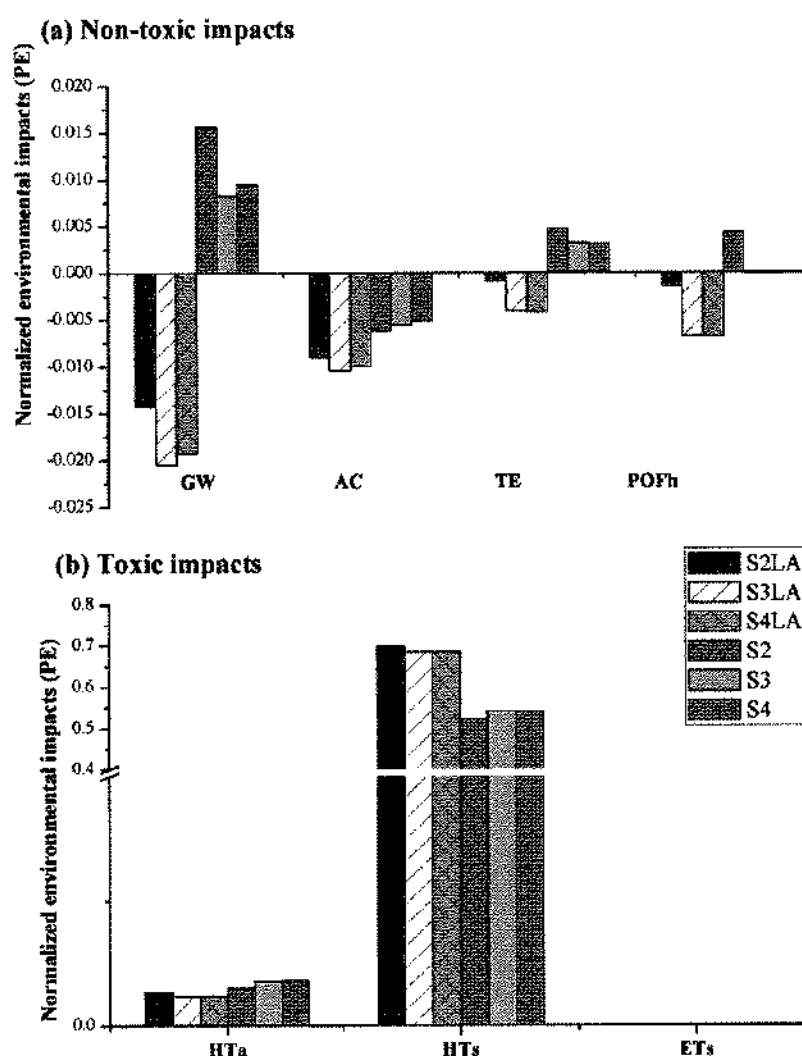 (a) Non-toxic impacts
Normalized environmental impacts (PE)
0.020
0.015
0.010
0.005
0.000
-0.005
-0.010
-0.015
-0.020
-0.025
GW AC TE POFh
(b) Toxic impacts
Normalized environmental impacts (PE)
0.8
0.7
0.6
0.5
0.4
0.0
HTa HTs ETs
S2LA
S3LA
S4LA
S2
S3
S4